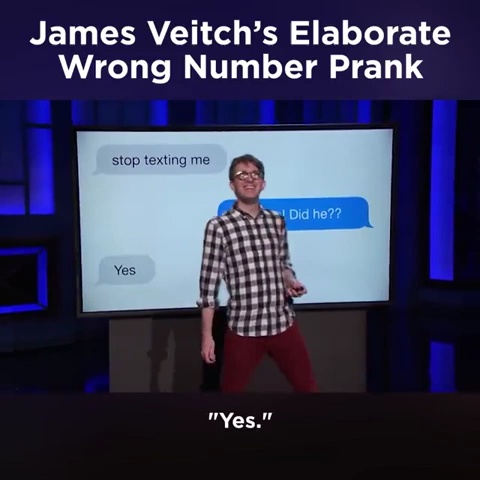 James Veitch's Elaborate
Wrong Number Prank
stop texting me
! Did he??
Yes
"Yes."